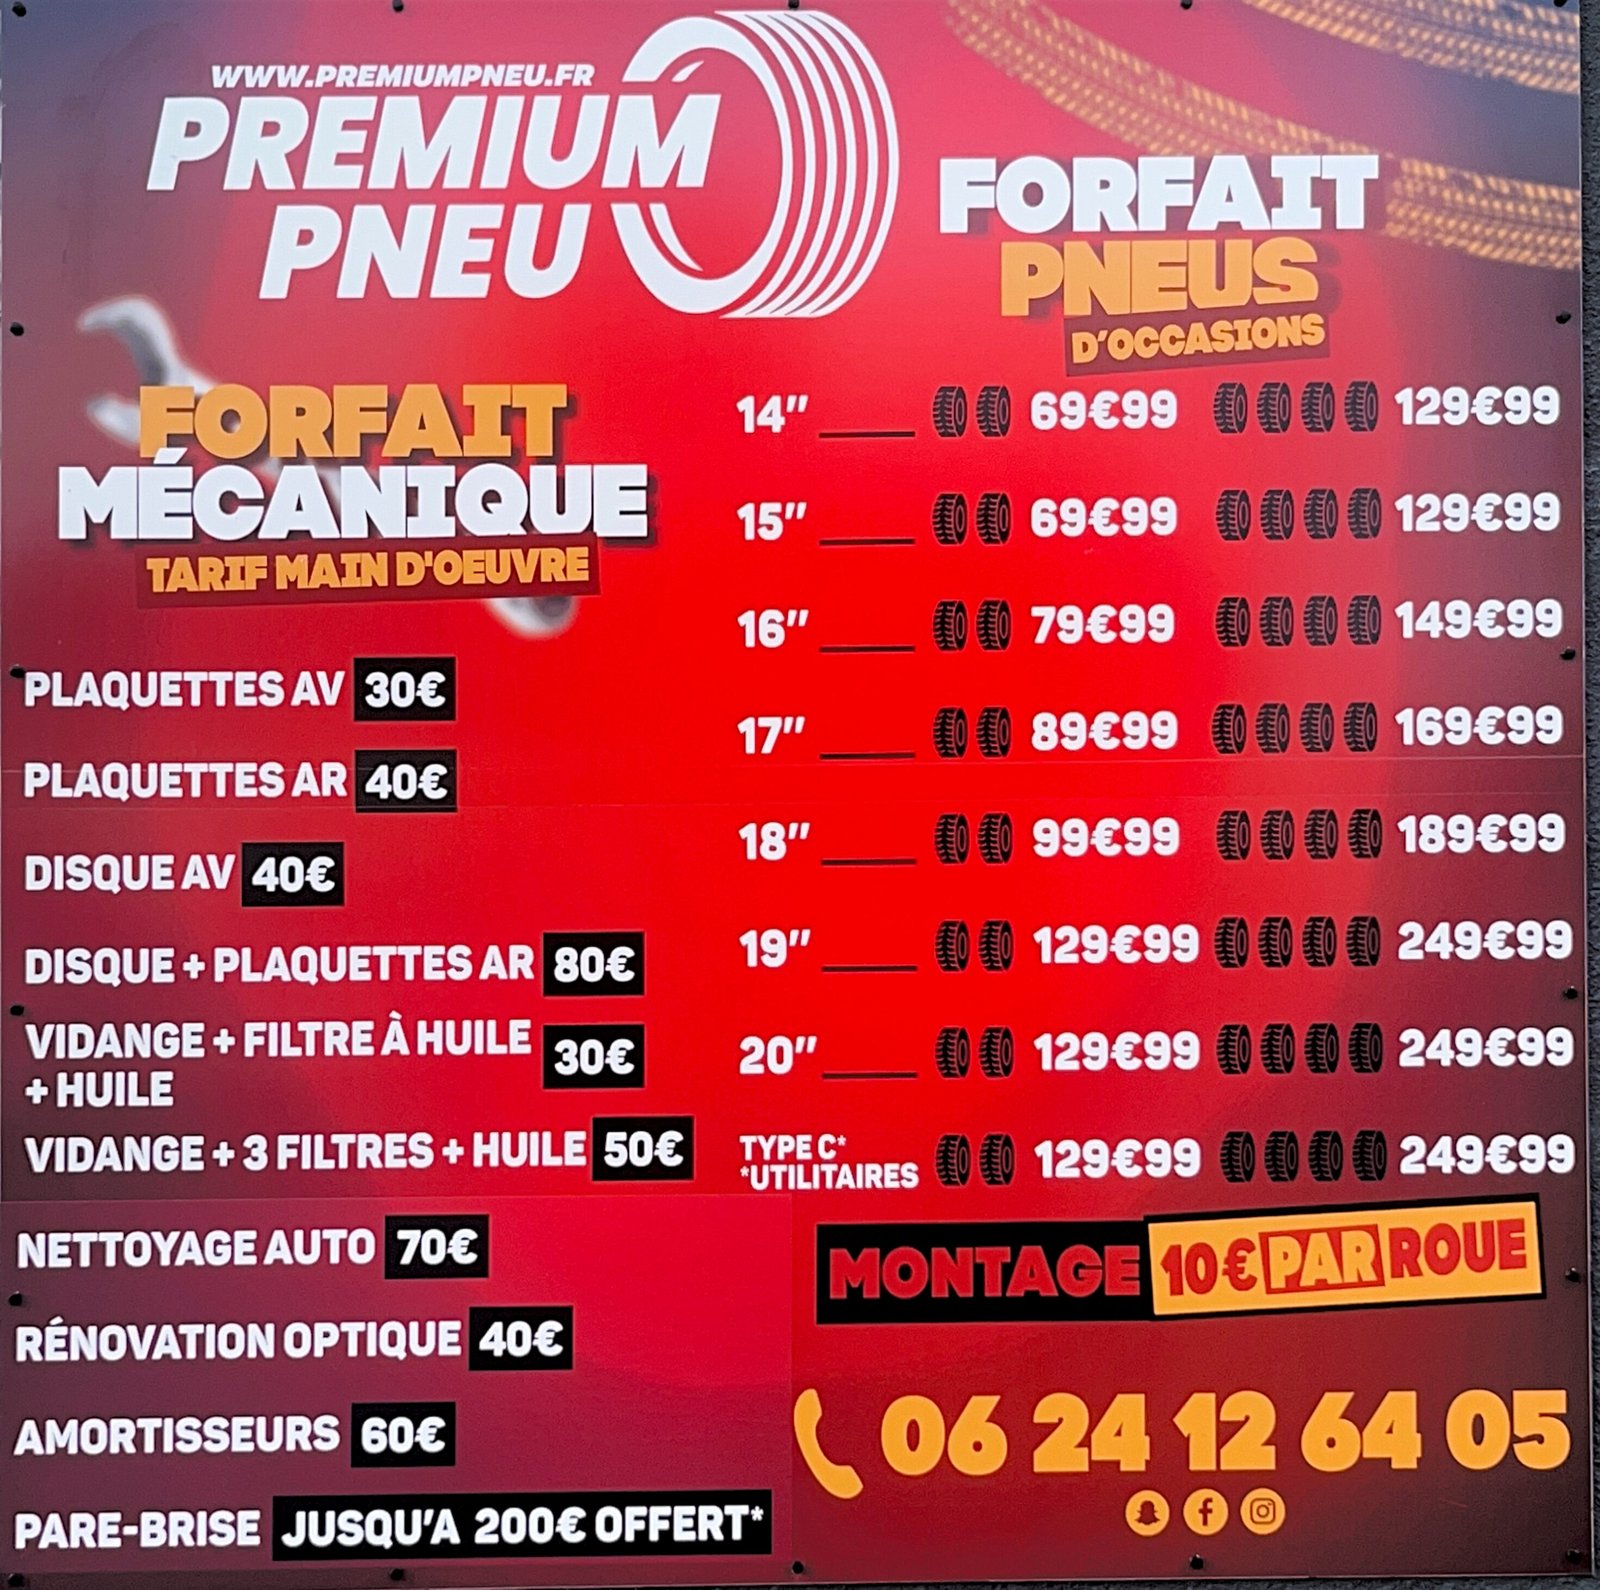 WWW.PREMIUMPNEU.FR
PREMIUM
PNEU
FORFAIT
MÉCANIQUE
TARIF MAIN D'OEUVRE
PLAQUETTES AV 30€
PLAQUETTES AR 40€
DISQUE AV 40€
DISQUE + PLAQUETTES AR 80€
VIDANGE + FILTRE À HUILE
+ HUILE 30€
VIDANGE + 3 FILTRES + HUILE 50€
NETTOYAGE AUTO 70€
RÉNOVATION OPTIQUE 40€
AMORTISSEURS 60€
PARE-BRISE JUSQU'A 200€ OFFERT*
FORFAIT
PNEUS
D'OCCASIONS
14" 69€99 129€99
15" 69€99 129€99
16" 79€99 149€99
17" 89€99 169€99
18" 99€99 189€99
19" 129€99 249€99
20" 129€99 249€99
TYPE C*
*UTILITAIRES 129€99 249€99
MONTAGE 10€ PAR ROUE
06 24 12 64 05